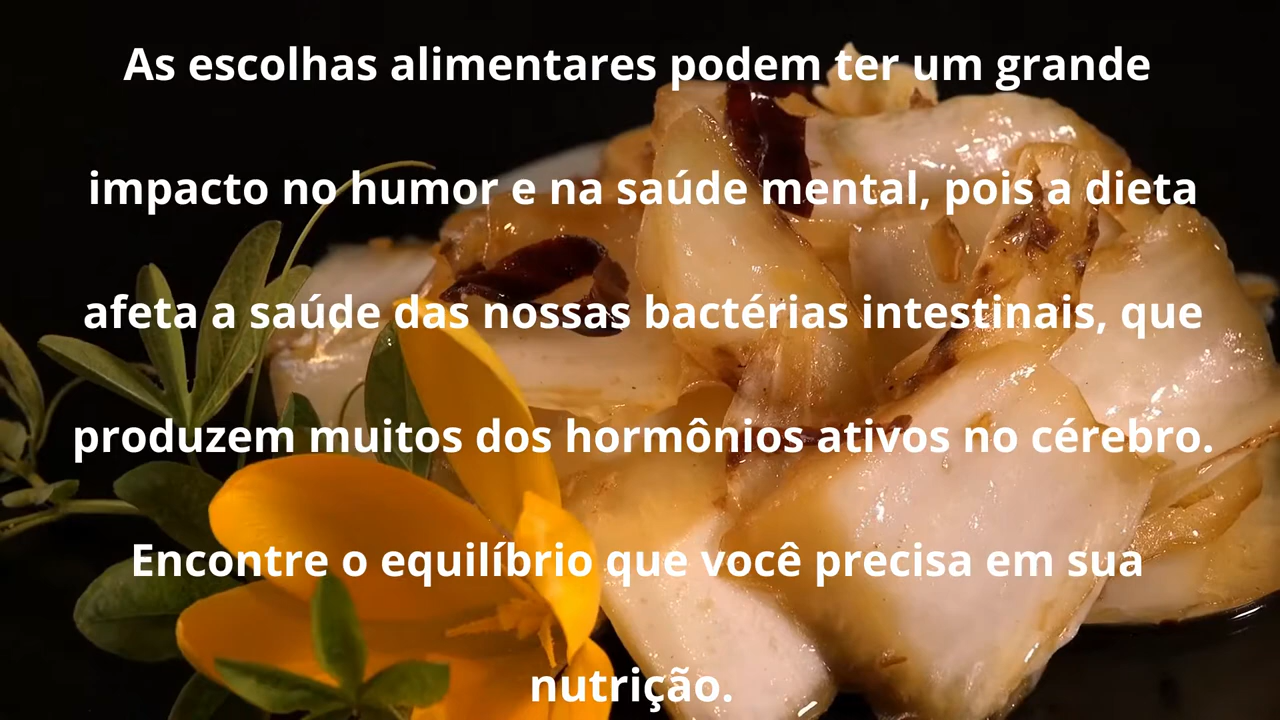 As escolhas alimentares podem ter um grande
impacto no humor e na saúde mental, pois a dieta
afeta a saúde das nossas bactérias intestinais, que
produzem muitos dos hormônios ativos no cérebro.
Encontre o equilíbrio que você precisa em sua
nutrição.